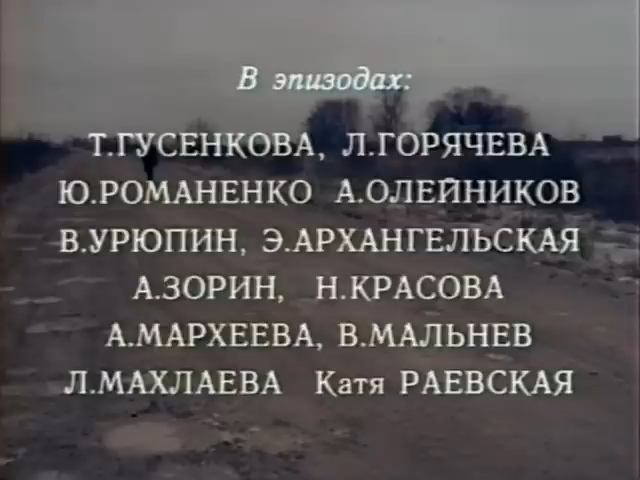 В эпизодах:
Т.ГУСЕНКОВА, Л.ГОРЯЧЕВА
Ю.РОМАНЕНКО А.ОЛЕЙНИКОВ
В.УРЮПИН, Э.АРХАНГЕЛЬСКАЯ
А.ЗОРИН, Н.КРАСОВА
А.МАРХЕЕВА, В.МАЛЬНЕВ
Л.МАХЛАЕВА Катя РАЕВСКАЯ